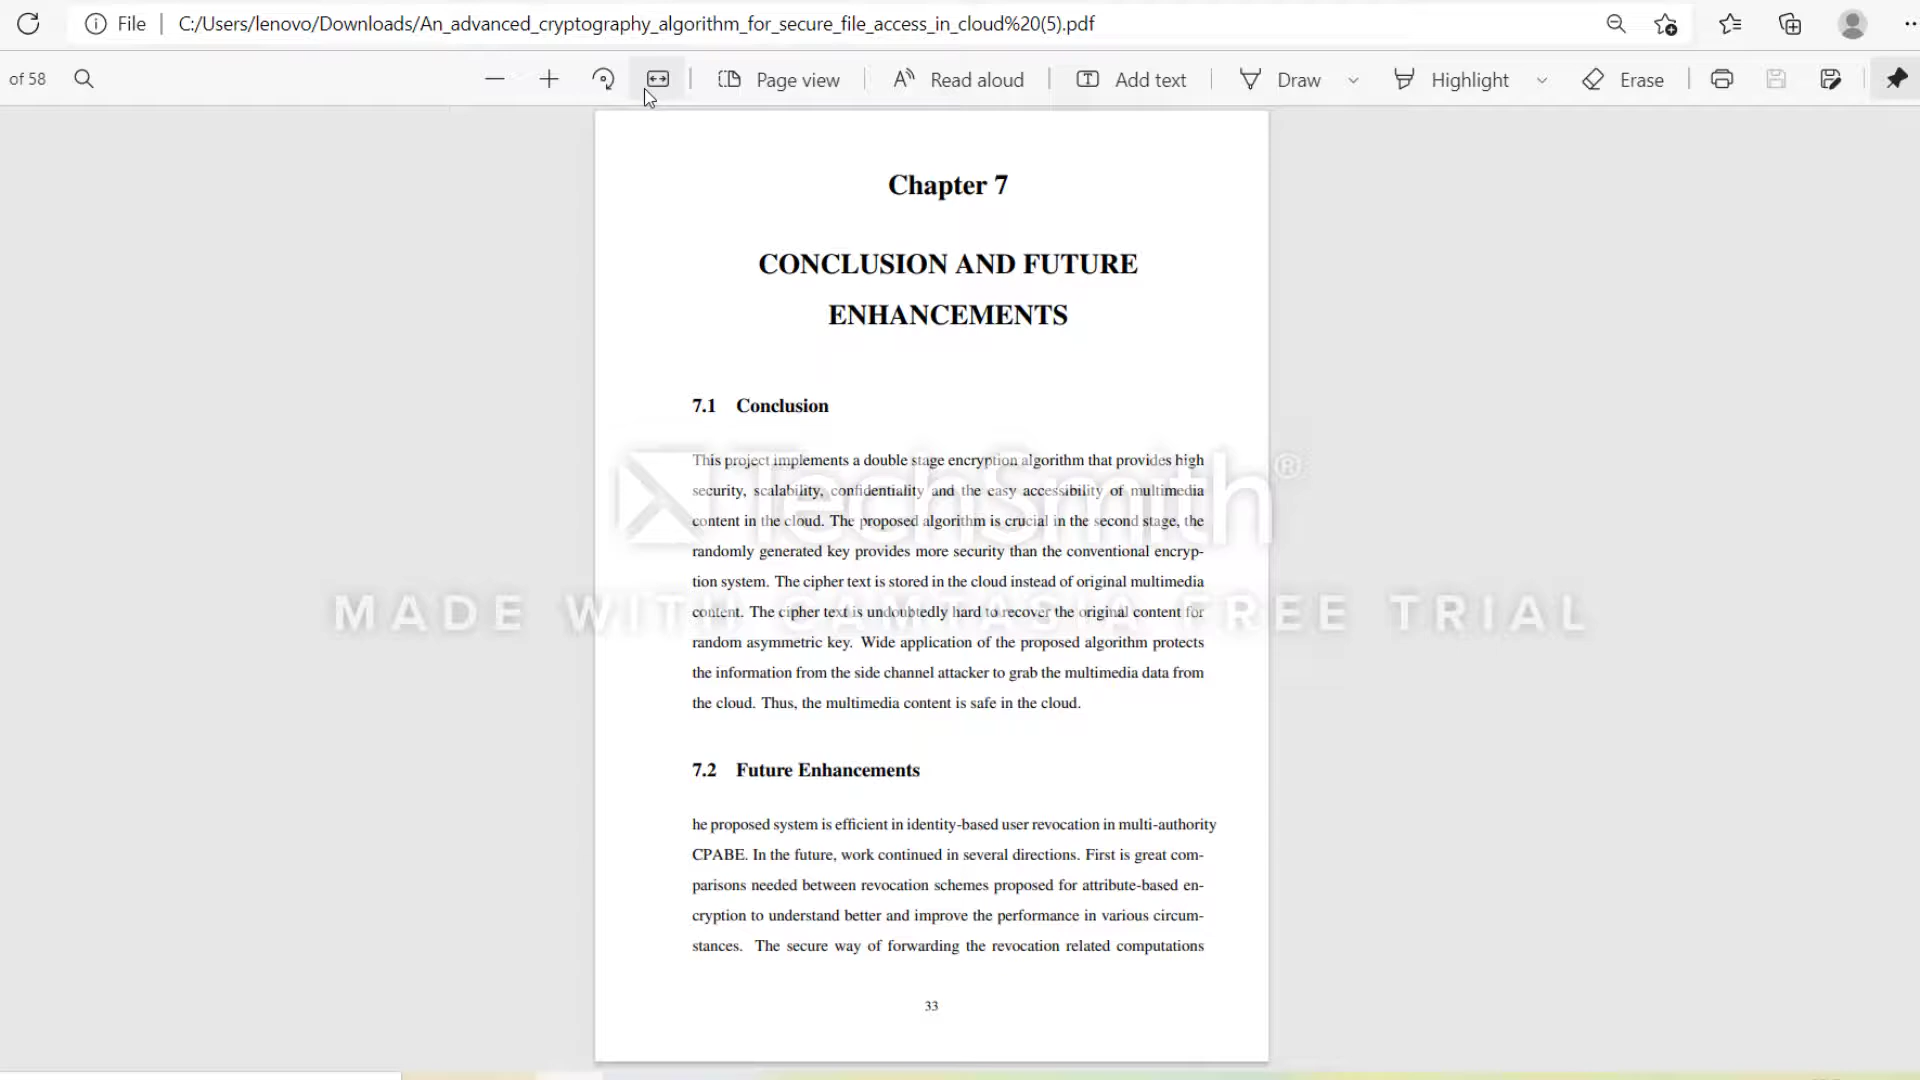 File
C:/Users/lenovo/Downloads/An_advanced_cryptography_algorithm_for_secure_file_access_in_cloud%20(5).pdf
of 58
Page view
Read aloud
Add text
Draw
Highlight
Erase
Chapter 7
CONCLUSION AND FUTURE
ENHANCEMENTS
7.1 Conclusion
This project implements a double stage encryption algorithm that provides high
security, scalability, confidentiality and the easy accessibility of multimedia
content in the cloud. The proposed algorithm is crucial in the second stage, the
randomly generated key provides more security than the conventional encryp-
tion system. The cipher text is stored in the cloud instead of original multimedia
content. The cipher text is undoubtedly hard to recover the original content for
random asymmetric key. Wide application of the proposed algorithm protects
the information from the side channel attacker to grab the multimedia data from
the cloud. Thus, the multimedia content is safe in the cloud.
TechSmith®
MADE WITH CAMTASIA FREE TRIAL
7.2 Future Enhancements
he proposed system is efficient in identity-based user revocation in multi-authority
CPABE. In the future, work continued in several directions. First is great com-
parisons needed between revocation schemes proposed for attribute-based en-
cryption to understand better and improve the performance in various circum-
stances. The secure way of forwarding the revocation related computations
33